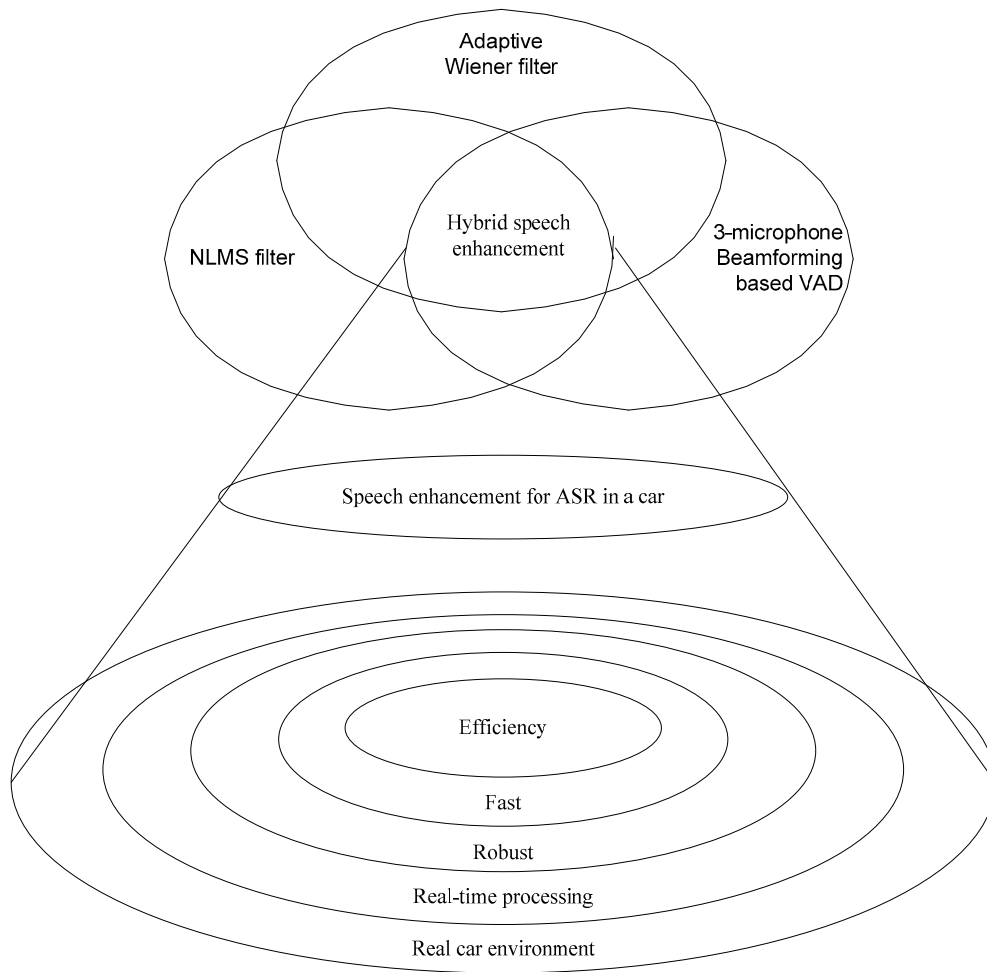 Adaptive
Wiener filter
Hybrid speech
enhancement
NLMS filter
3-microphone
Beamforming
based VAD
Speech enhancement for ASR in a car
Efficiency
Fast
Robust
Real-time processing
Real car environment